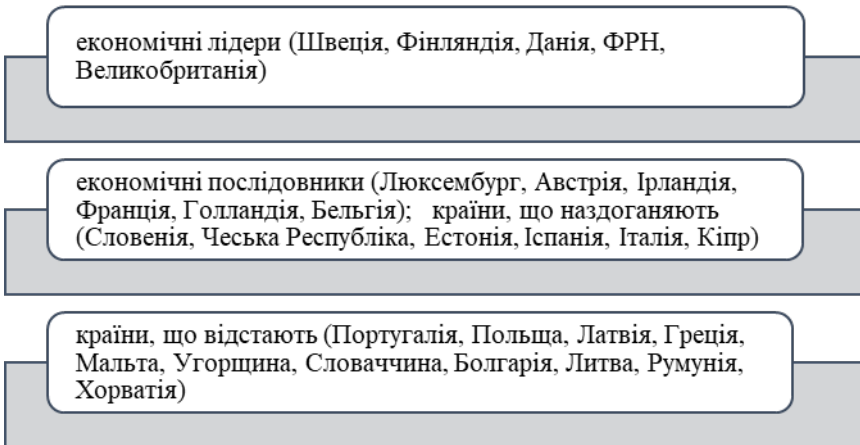 економічні лідери (Швеція, Фінляндія, Данія, ФРН,
Великобританія)
економічні послідовники (Люксембург, Австрія, Ірландія,
Франція, Голландія, Бельгія); країни, що наздоганяють
(Словенія, Чеська Республіка, Естонія, Іспанія, Італія, Кіпр)
країни, що відстають (Португалія, Польща, Латвія, Греція,
Мальта, Угорщина, Словаччина, Болгарія, Литва, Румунія,
Хорватія)